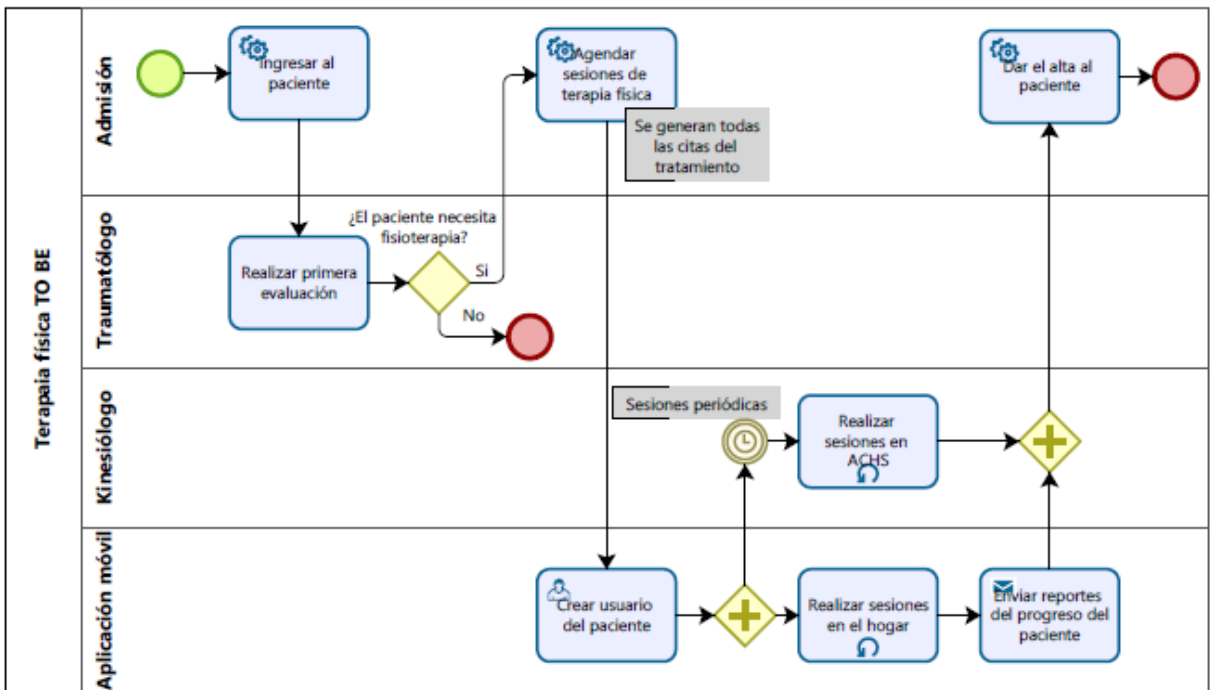 Terapaia física TO BE
Admisión
Ingresar al
paciente
Agendar
sesiones de
terapia física
Se generan todas
las citas del
tratamiento
Dar el alta al
paciente
Traumatólogo
Realizar primera
evaluación
¿El paciente necesita
fisioterapia?
Si
No
Kinesiólogo
Sesiones periódicas
Realizar
sesiones en
ACHS
Aplicación móvil
Crear usuario
del paciente
Realizar sesiones
en el hogar
Enviar reportes
del progreso del
paciente